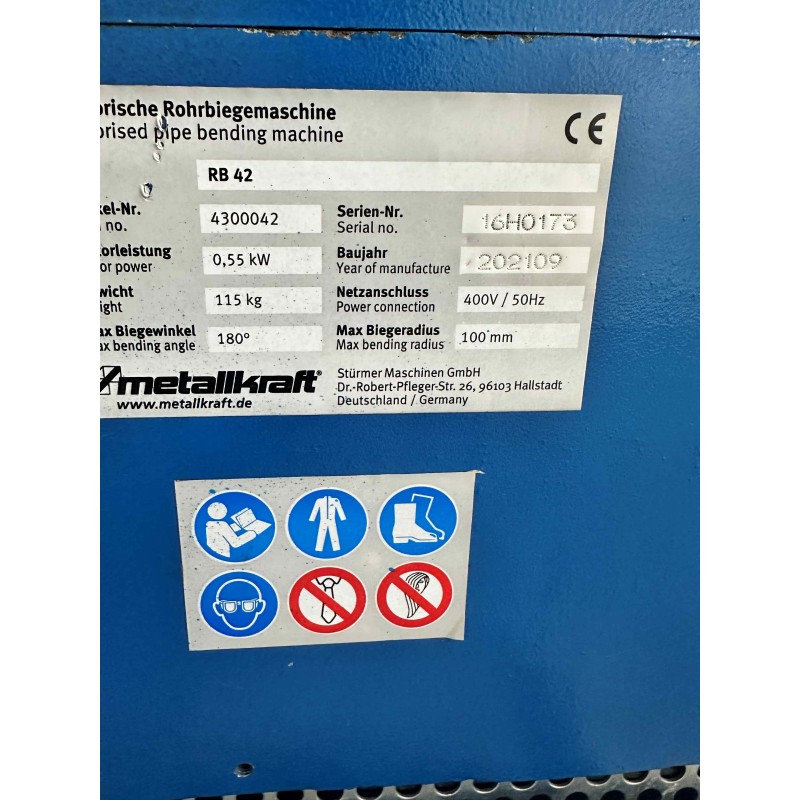 orische Rohrbiegemaschine
orised pipe bending machine
CE
RB 42
kel-Nr.
no.
4300042
Serien-Nr.
Serial no.
16H0173
orleistung
or power
0,55 kW
Baujahr
Year of manufacture
202109
wicht
ight
115 kg
Netzanschluss
Power connection
400V / 50Hz
ax Biegewinkel
ax bending angle
180°
Max Biegeradius
Max bending radius
100 mm
metallkraft®
www.metallkraft.de
Stürmer Maschinen GmbH
Dr.-Robert-Pfleger-Str. 26, 96103 Hallstadt
Deutschland / Germany